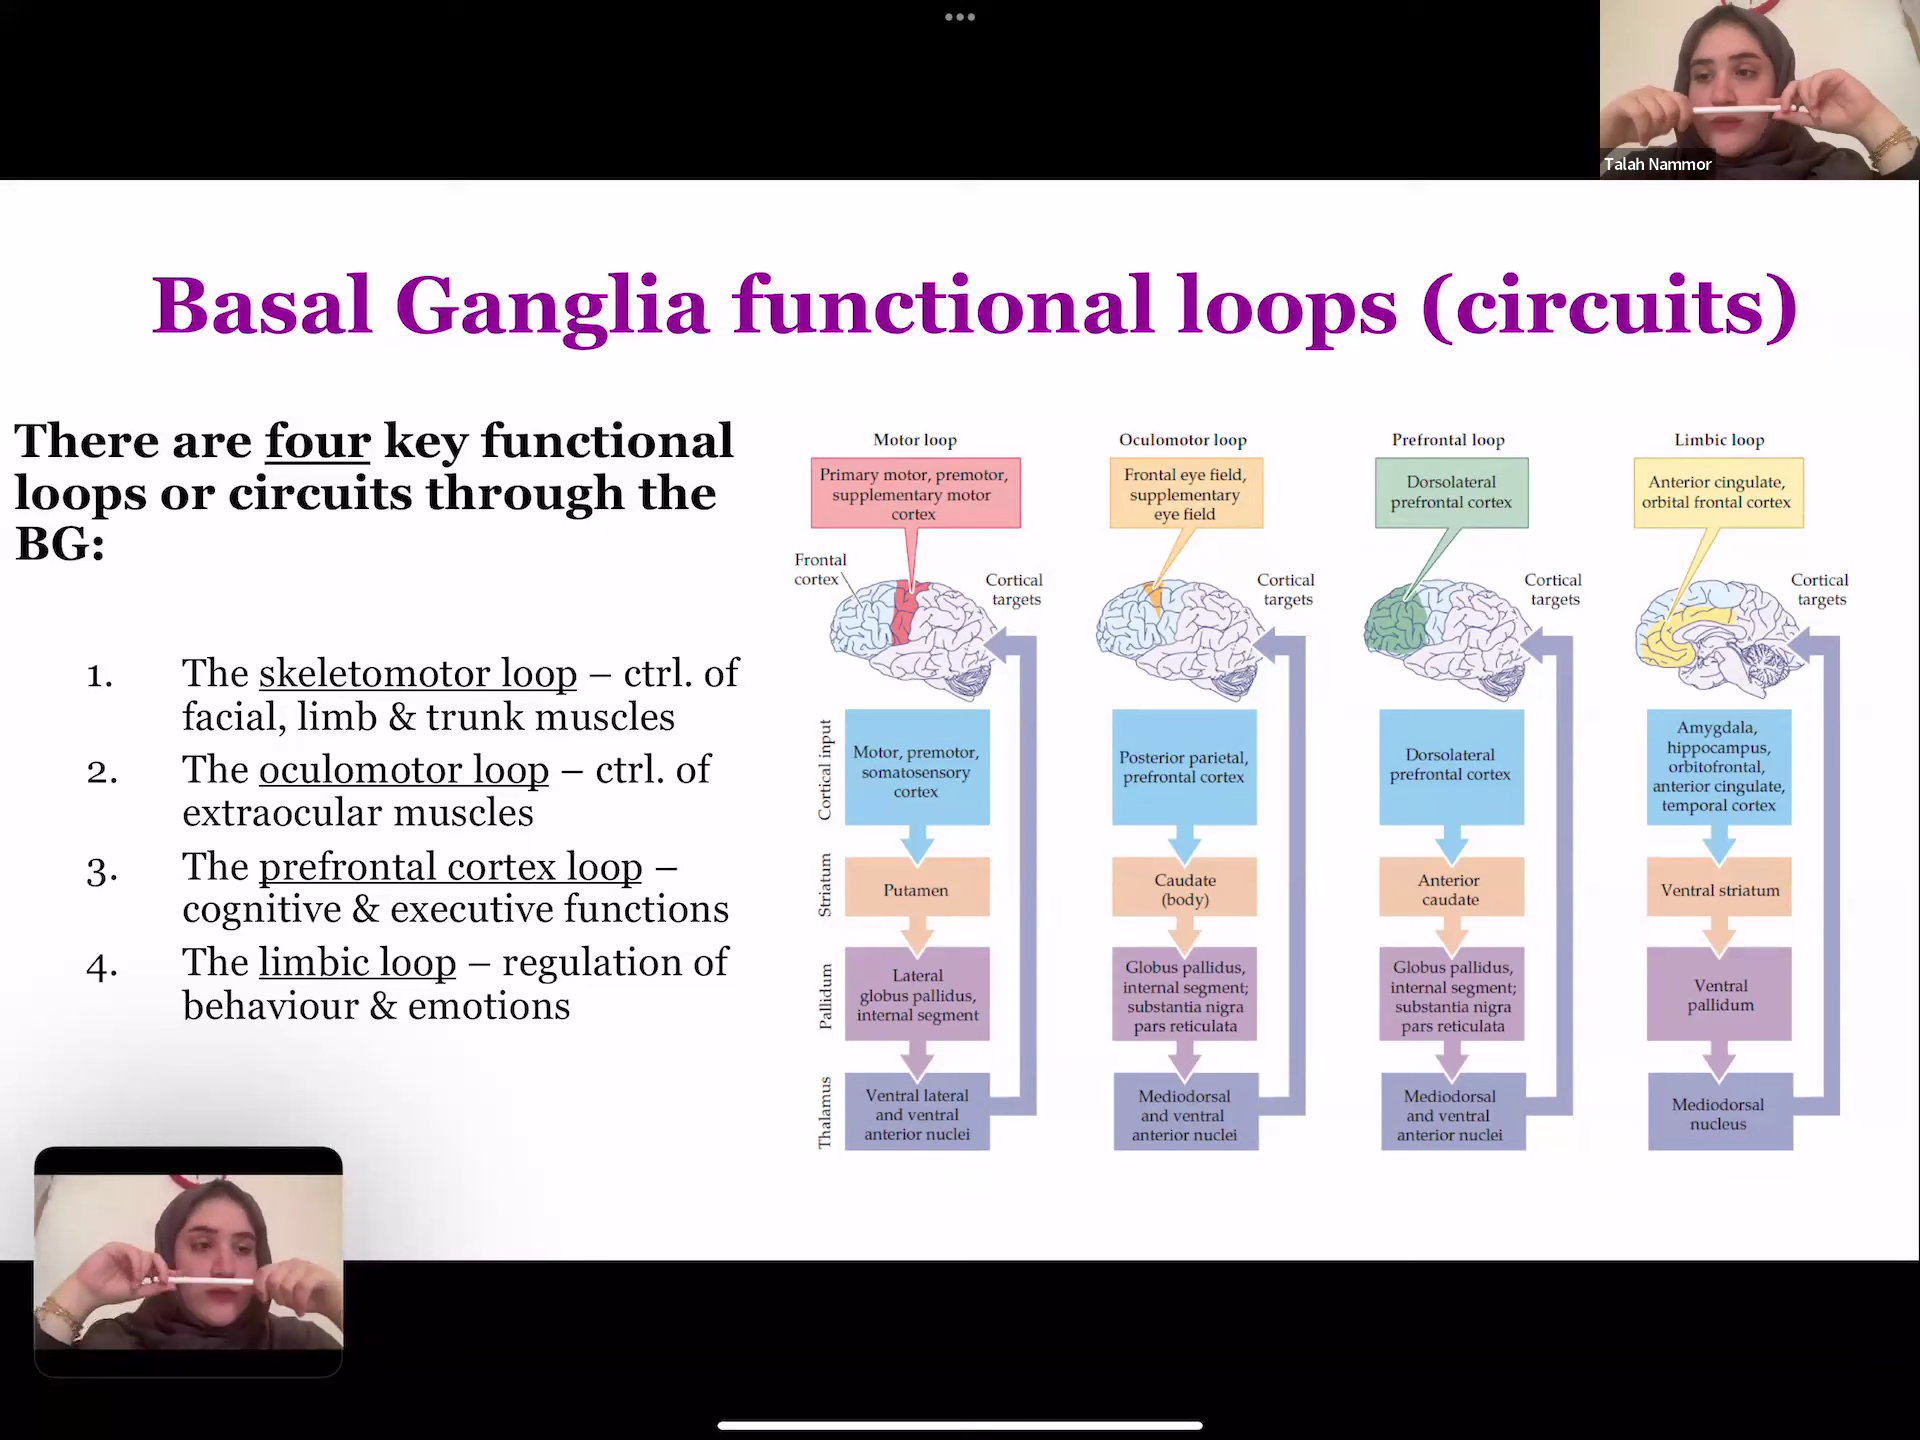 Talah Nammor
Basal Ganglia functional loops (circuits)
There are four key functional
loops or circuits through the
BG:
1. The skeletomotor loop – ctrl. of
facial, limb & trunk muscles
2. The oculomotor loop – ctrl. of
extraocular muscles
3. The prefrontal cortex loop –
cognitive & executive functions
4. The limbic loop – regulation of
behaviour & emotions
Motor loop
Primary motor, premotor,
supplementary motor
cortex
Frontal
cortex
Cortical
targets
Cortical input
Motor, premotor,
somatosensory
cortex
Striatum
Putamen
Pallidum
Lateral
globus pallidus,
internal segment
Thalamus
Ventral lateral
and ventral
anterior nuclei
Oculomotor loop
Frontal eye field,
supplementary
eye field
Cortical
targets
Posterior parietal,
prefrontal cortex
Caudate
(body)
Globus pallidus,
internal segment;
substantia nigra
pars reticulata
Mediodorsal
and ventral
anterior nuclei
Prefrontal loop
Dorsolateral
prefrontal cortex
Cortical
targets
Dorsolateral
prefrontal cortex
Anterior
caudate
Globus pallidus,
internal segment;
substantia nigra
pars reticulata
Mediodorsal
and ventral
anterior nuclei
Limbic loop
Anterior cingulate,
orbital frontal cortex
Cortical
targets
Amygdala,
hippocampus,
orbitofrontal,
anterior cingulate,
temporal cortex
Ventral striatum
Ventral
pallidum
Mediodorsal
nucleus